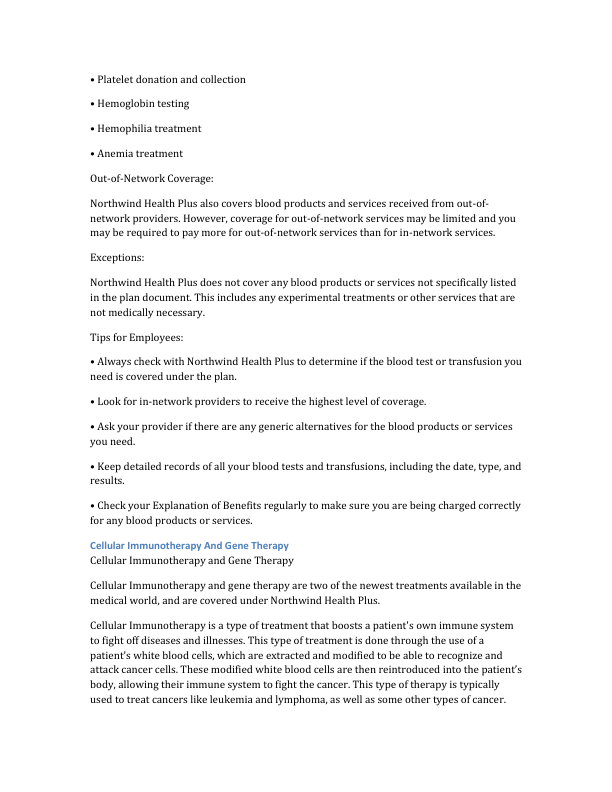 • Platelet donation and collection
• Hemoglobin testing
• Hemophilia treatment
• Anemia treatment
Out-of-Network Coverage:
Northwind Health Plus also covers blood products and services received from out-of-
network providers. However, coverage for out-of-network services may be limited and you
may be required to pay more for out-of-network services than for in-network services.
Exceptions:
Northwind Health Plus does not cover any blood products or services not specifically listed
in the plan document. This includes any experimental treatments or other services that are
not medically necessary.
Tips for Employees:
• Always check with Northwind Health Plus to determine if the blood test or transfusion you
need is covered under the plan.
• Look for in-network providers to receive the highest level of coverage.
• Ask your provider if there are any generic alternatives for the blood products or services
you need.
• Keep detailed records of all your blood tests and transfusions, including the date, type, and
results.
• Check your Explanation of Benefits regularly to make sure you are being charged correctly
for any blood products or services.
Cellular Immunotherapy And Gene Therapy
Cellular Immunotherapy and Gene Therapy
Cellular Immunotherapy and gene therapy are two of the newest treatments available in the
medical world, and are covered under Northwind Health Plus.
Cellular Immunotherapy is a type of treatment that boosts a patient's own immune system
to fight off diseases and illnesses. This type of treatment is done through the use of a
patient's white blood cells, which are extracted and modified to be able to recognize and
attack cancer cells. These modified white blood cells are then reintroduced into the patient's
body, allowing their immune system to fight the cancer. This type of therapy is typically
used to treat cancers like leukemia and lymphoma, as well as some other types of cancer.